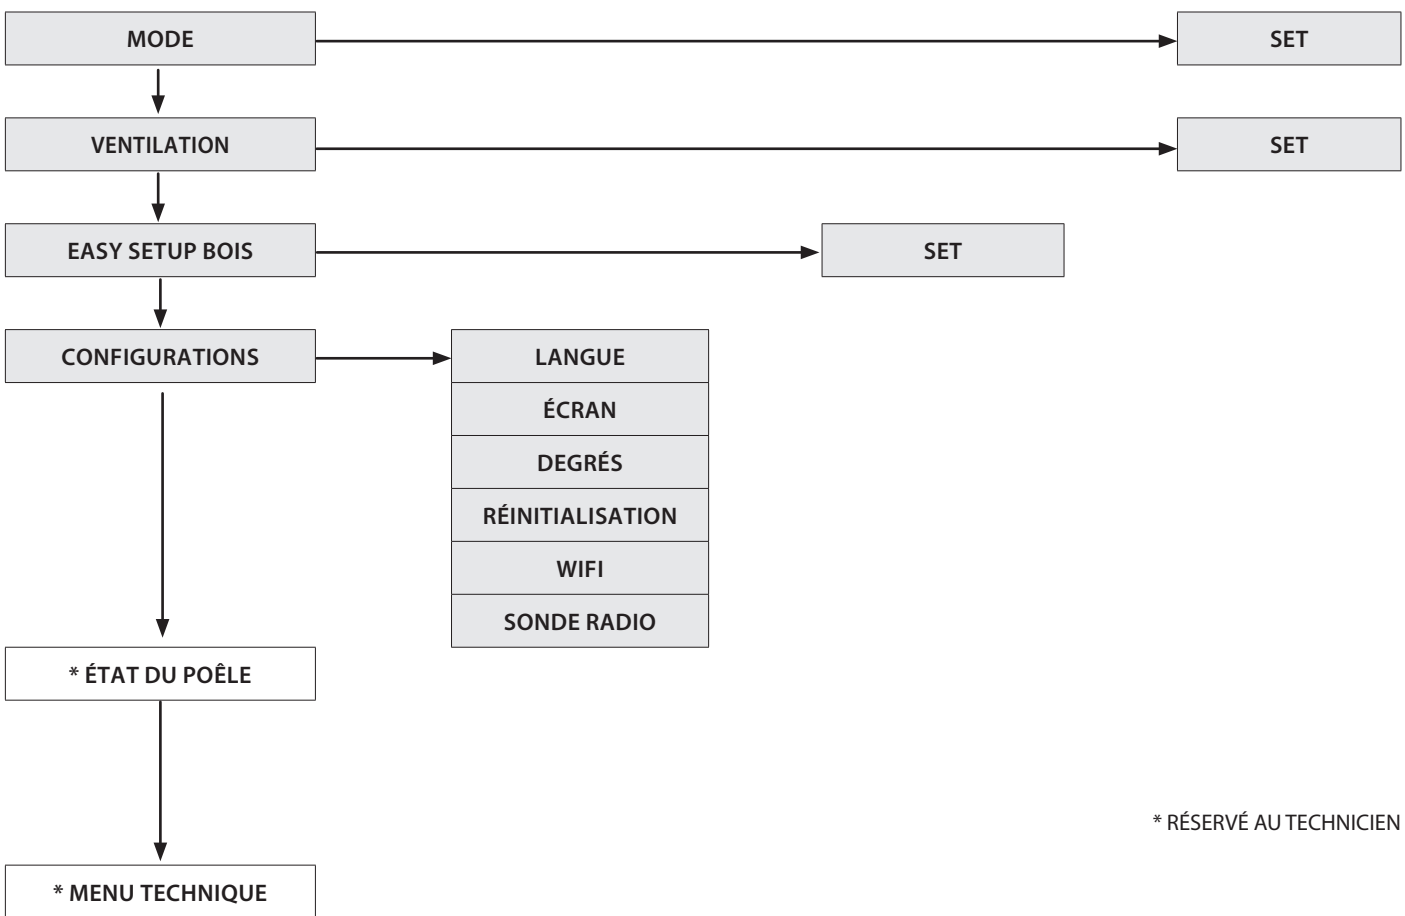 MODE
SET
VENTILATION
SET
EASY SETUP BOIS
SET
CONFIGURATIONS
LANGUE
ÉCRAN
DEGRÉS
RÉINITIALISATION
WIFI
SONDE RADIO
* ÉTAT DU POÊLE
* RÉSERVÉ AU TECHNICIEN
* MENU TECHNIQUE